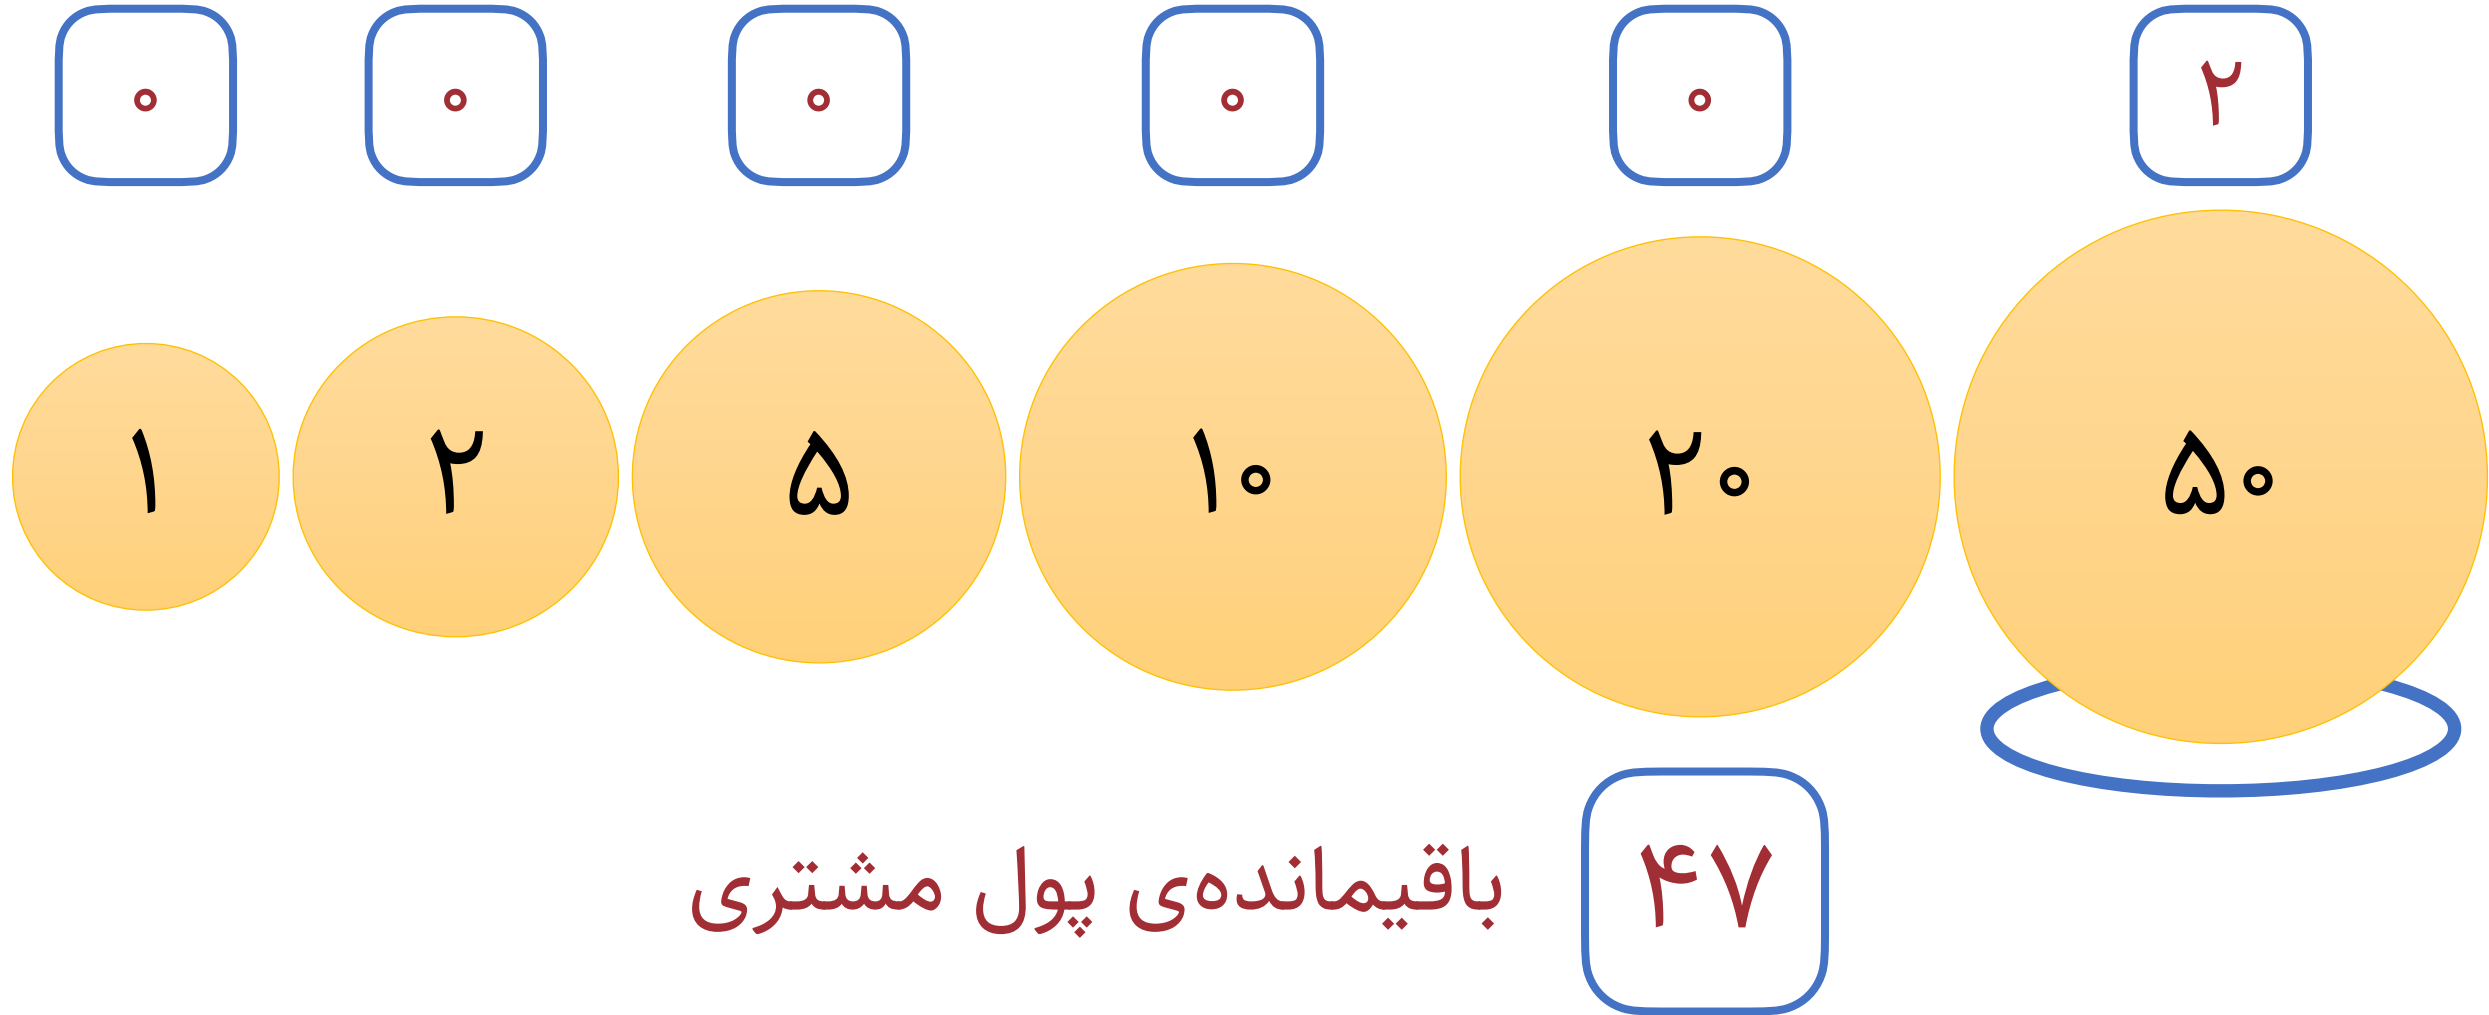 ۰ ۰ ۰ ۰ ۰ ۲
۱ ۲ ۵ ۱۰ ۲۰ ۵۰
۴۷ باقیمانده‌ی پول مشتری